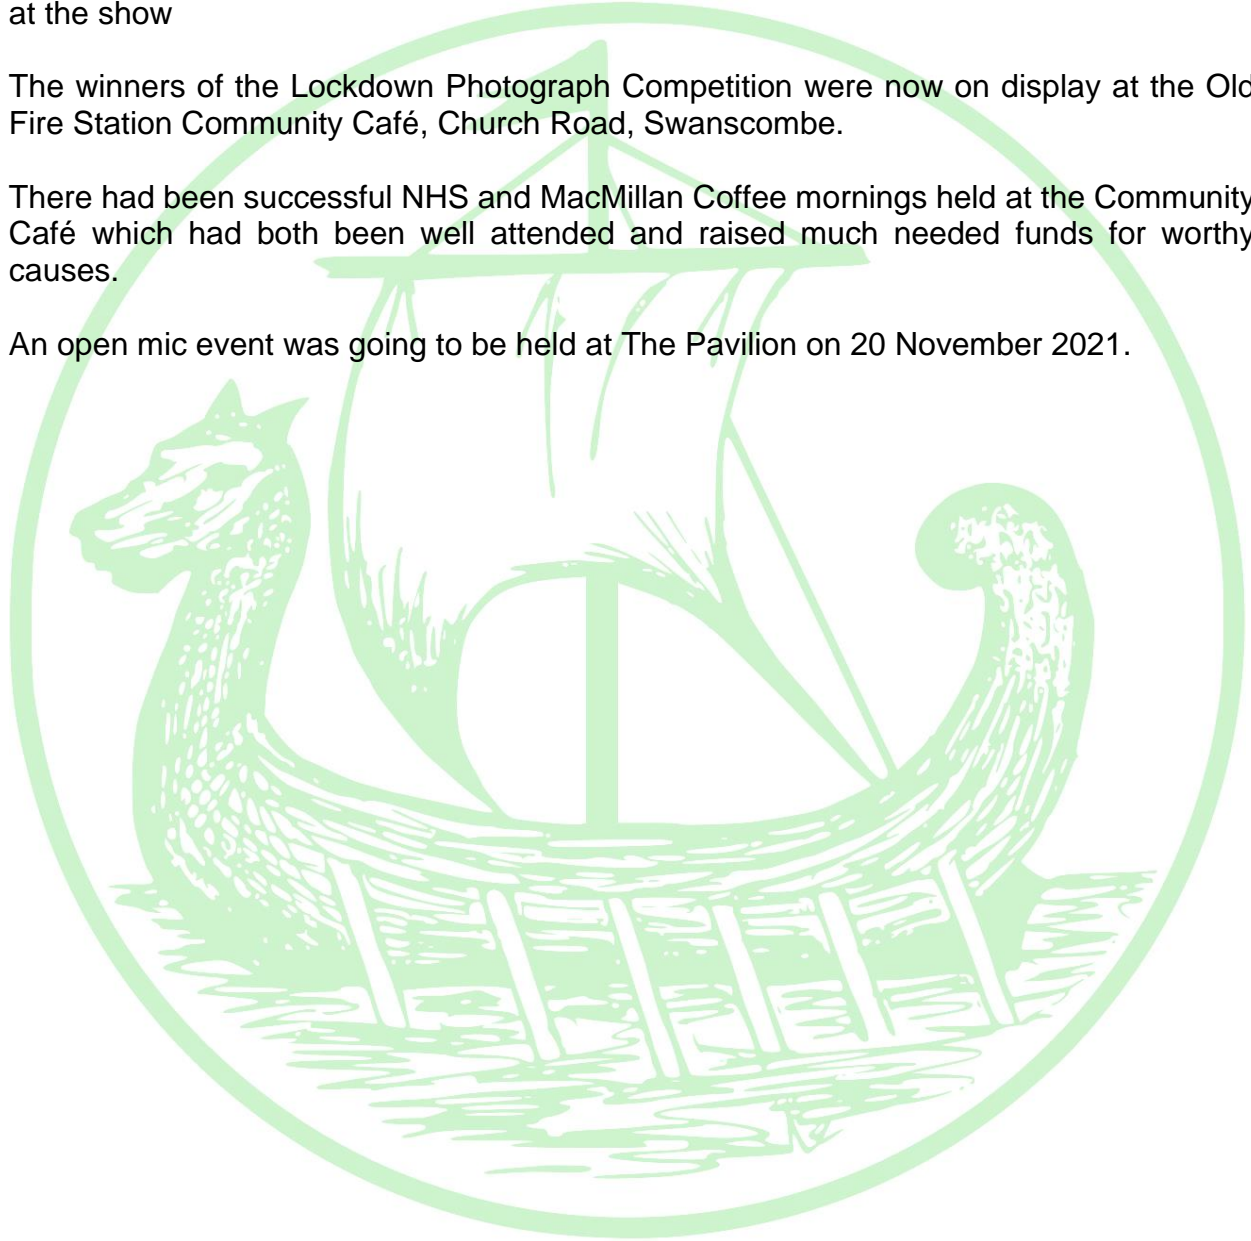 at the show
The winners of the Lockdown Photograph Competition were now on display at the Old
Fire Station Community Café, Church Road, Swanscombe.
There had been successful NHS and MacMillan Coffee mornings held at the Community
Café which had both been well attended and raised much needed funds for worthy
causes.
An open mic event was going to be held at The Pavilion on 20 November 2021.